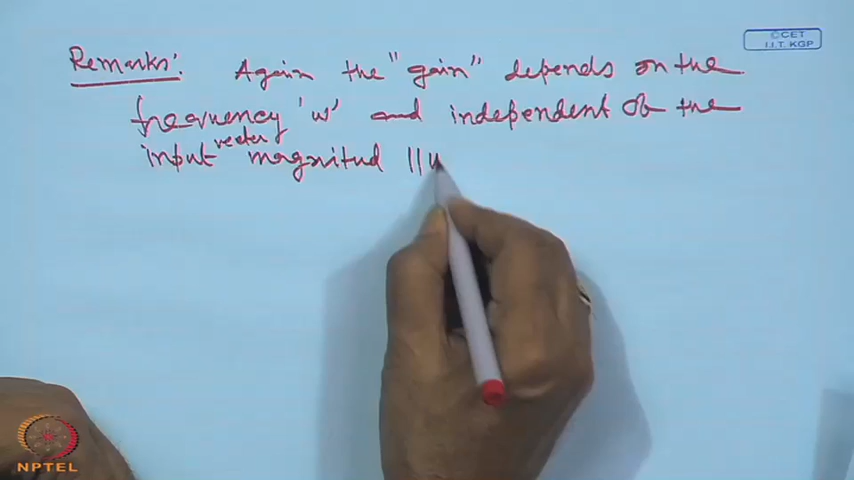 Remarks: Again the "gain" depends on the
frequency 'w' and independent of the
vector
input magnitud ||u
© CET
I.I.T. KGP
NPTEL